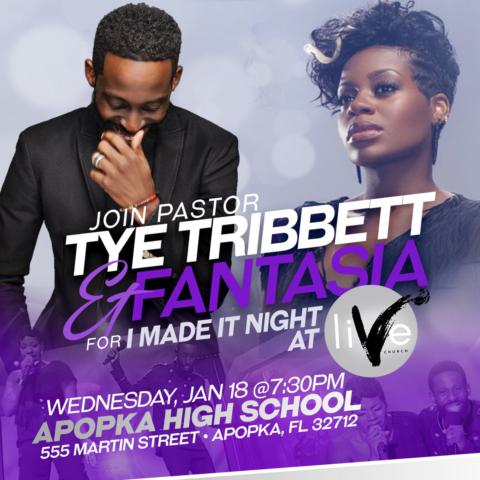 JOIN PASTOR
TYE TRIBBETT
& FANTASIA
FOR I MADE IT NIGHT
AT liVe
CHURCH
WEDNESDAY, JAN 18 @7:30PM
APOPKA HIGH SCHOOL
555 MARTIN STREET • APOPKA, FL 32712